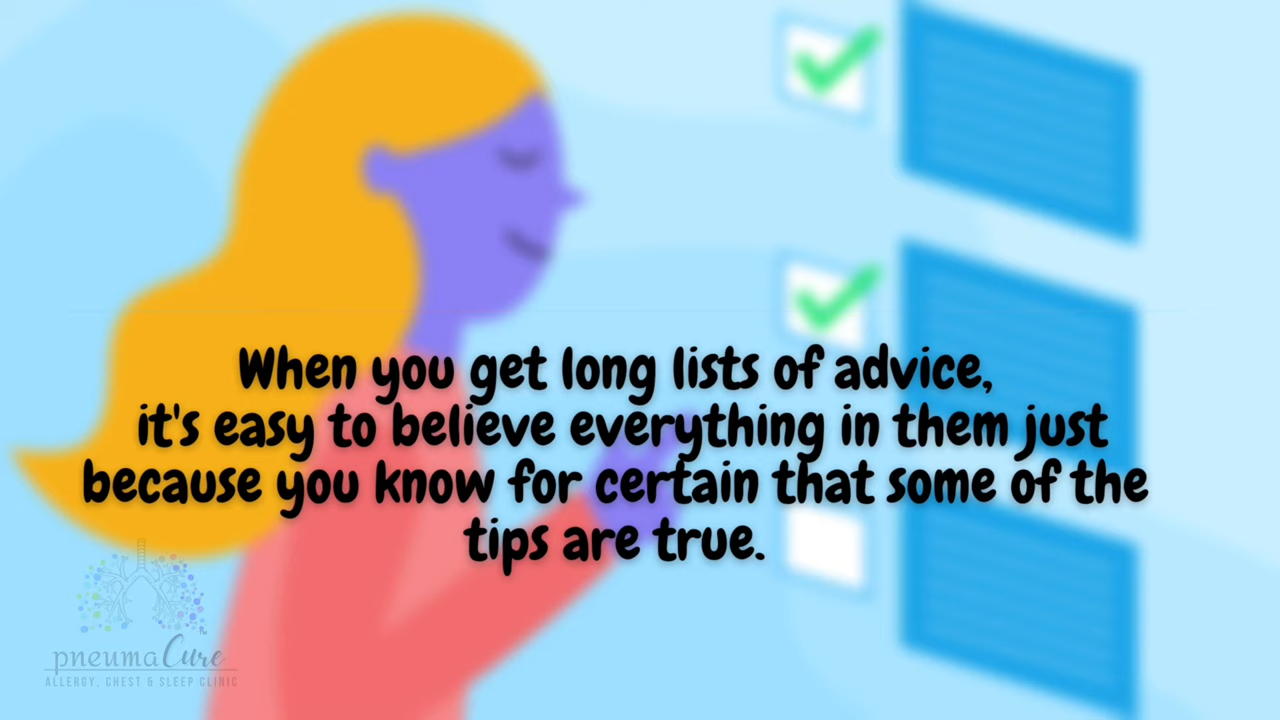 When you get long lists of advice,
it's easy to believe everything in them just
because you know for certain that some of the
tips are true.
pneumaCure
ALLERGY, CHEST & SLEEP CLINIC